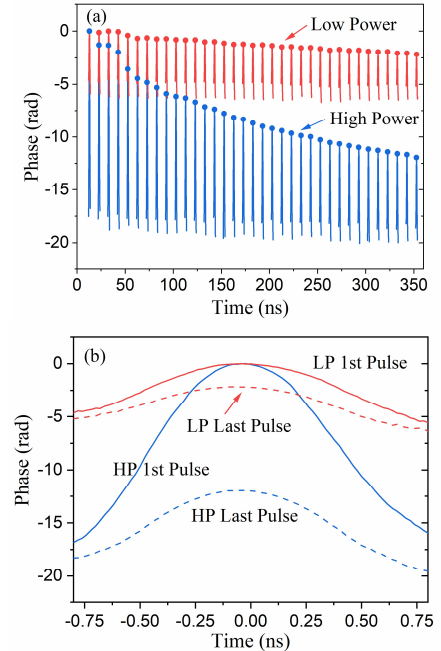 (a)
Low Power
High Power
Phase (rad)
0
-5
-10
-15
-20
0 50 100 150 200 250 300 350
Time (ns)
(b)
LP 1st Pulse
LP Last Pulse
HP 1st Pulse
HP Last Pulse
Phase (rad)
0
-5
-10
-15
-20
-0.75 -0.50 -0.25 0.00 0.25 0.50 0.75
Time (ns)